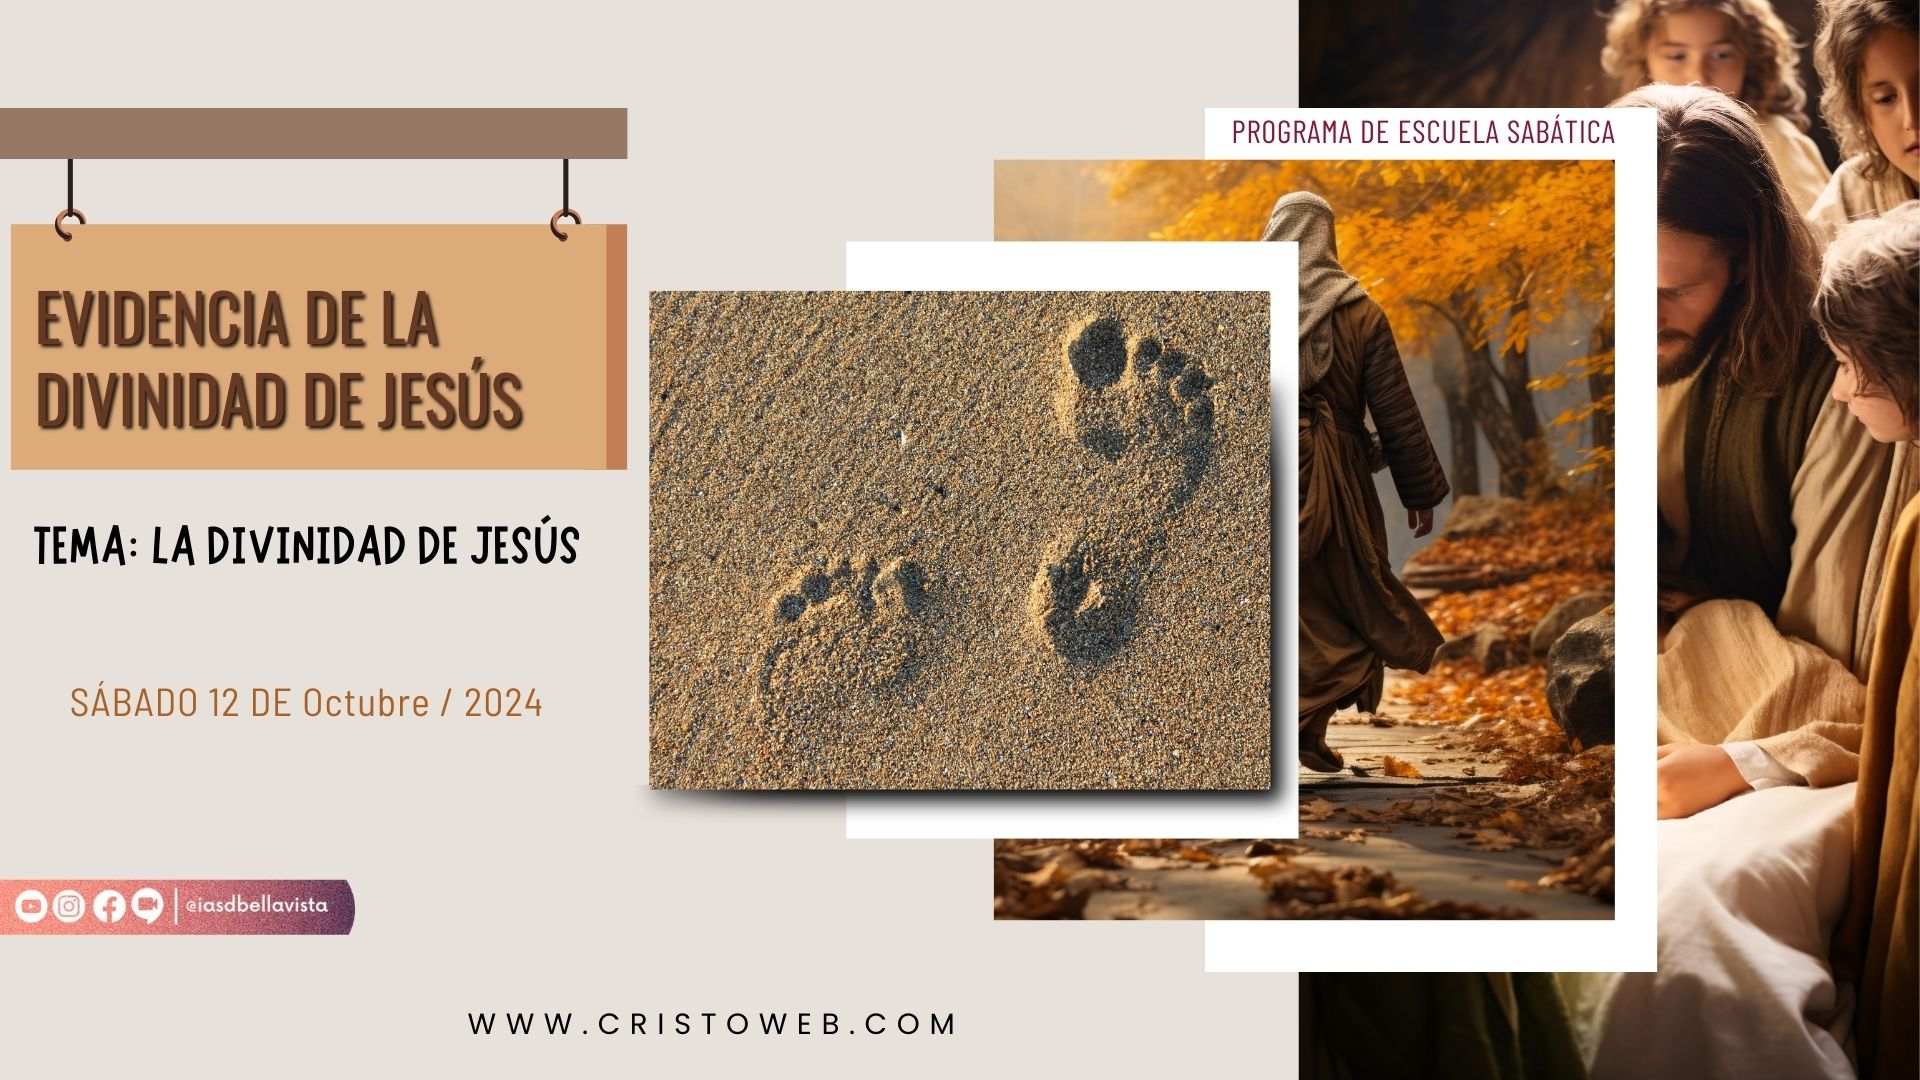 PROGRAMA DE ESCUELA SABÁTICA
EVIDENCIA DE LA
DIVINIDAD DE JESÚS
TEMA: LA DIVINIDAD DE JESÚS
SÁBADO 12 DE Octubre / 2024
@iasdbellavista
WWW.CRISTOWEB.COM